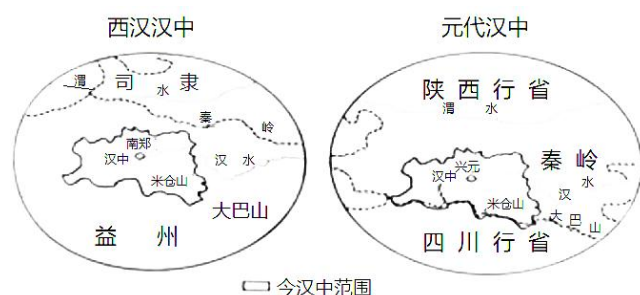 西汉汉中
元代汉中
渭
司
水
隶
秦
岭
南郑
汉中
汉 水
米仓山
大巴山
益 州
陕西行省
渭 水
秦岭
兴元
汉中
汉
水
米仓山
大
巴
山
四川行省
今汉中范围